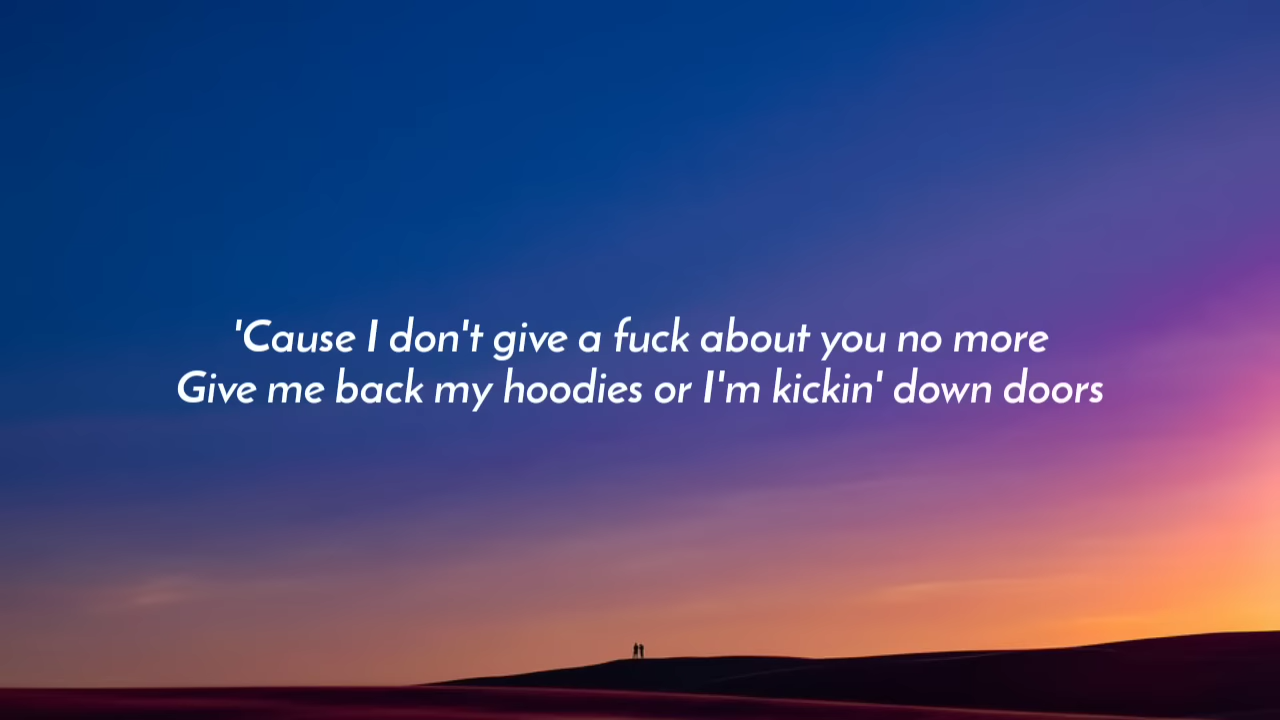 'Cause I don't give a fuck about you no more
Give me back my hoodies or I'm kickin' down doors